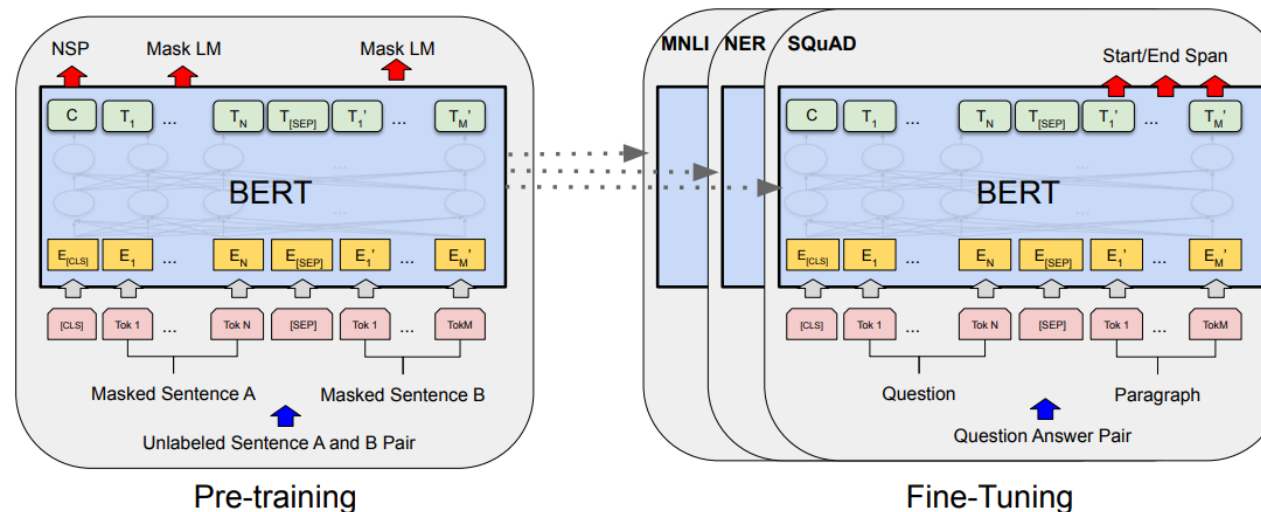 NSP Mask LM Mask LM
C T1 ... TN T[SEP] T1' ... TM'
...
BERT
...
E[CLS] E1 ... EN E[SEP] E1' ... EM'
[CLS] Tok 1 ... Tok N [SEP] Tok 1 ... TokM
Masked Sentence A Masked Sentence B
Unlabeled Sentence A and B Pair
Pre-training
MNLI NER SQuAD
Start/End Span
C T1 ... TN T[SEP] T1' ... TM'
...
BERT
...
E[CLS] E1 ... EN E[SEP] E1' ... EM'
[CLS] Tok 1 ... Tok N [SEP] Tok 1 ... TokM
Question Paragraph
Question Answer Pair
Fine-Tuning